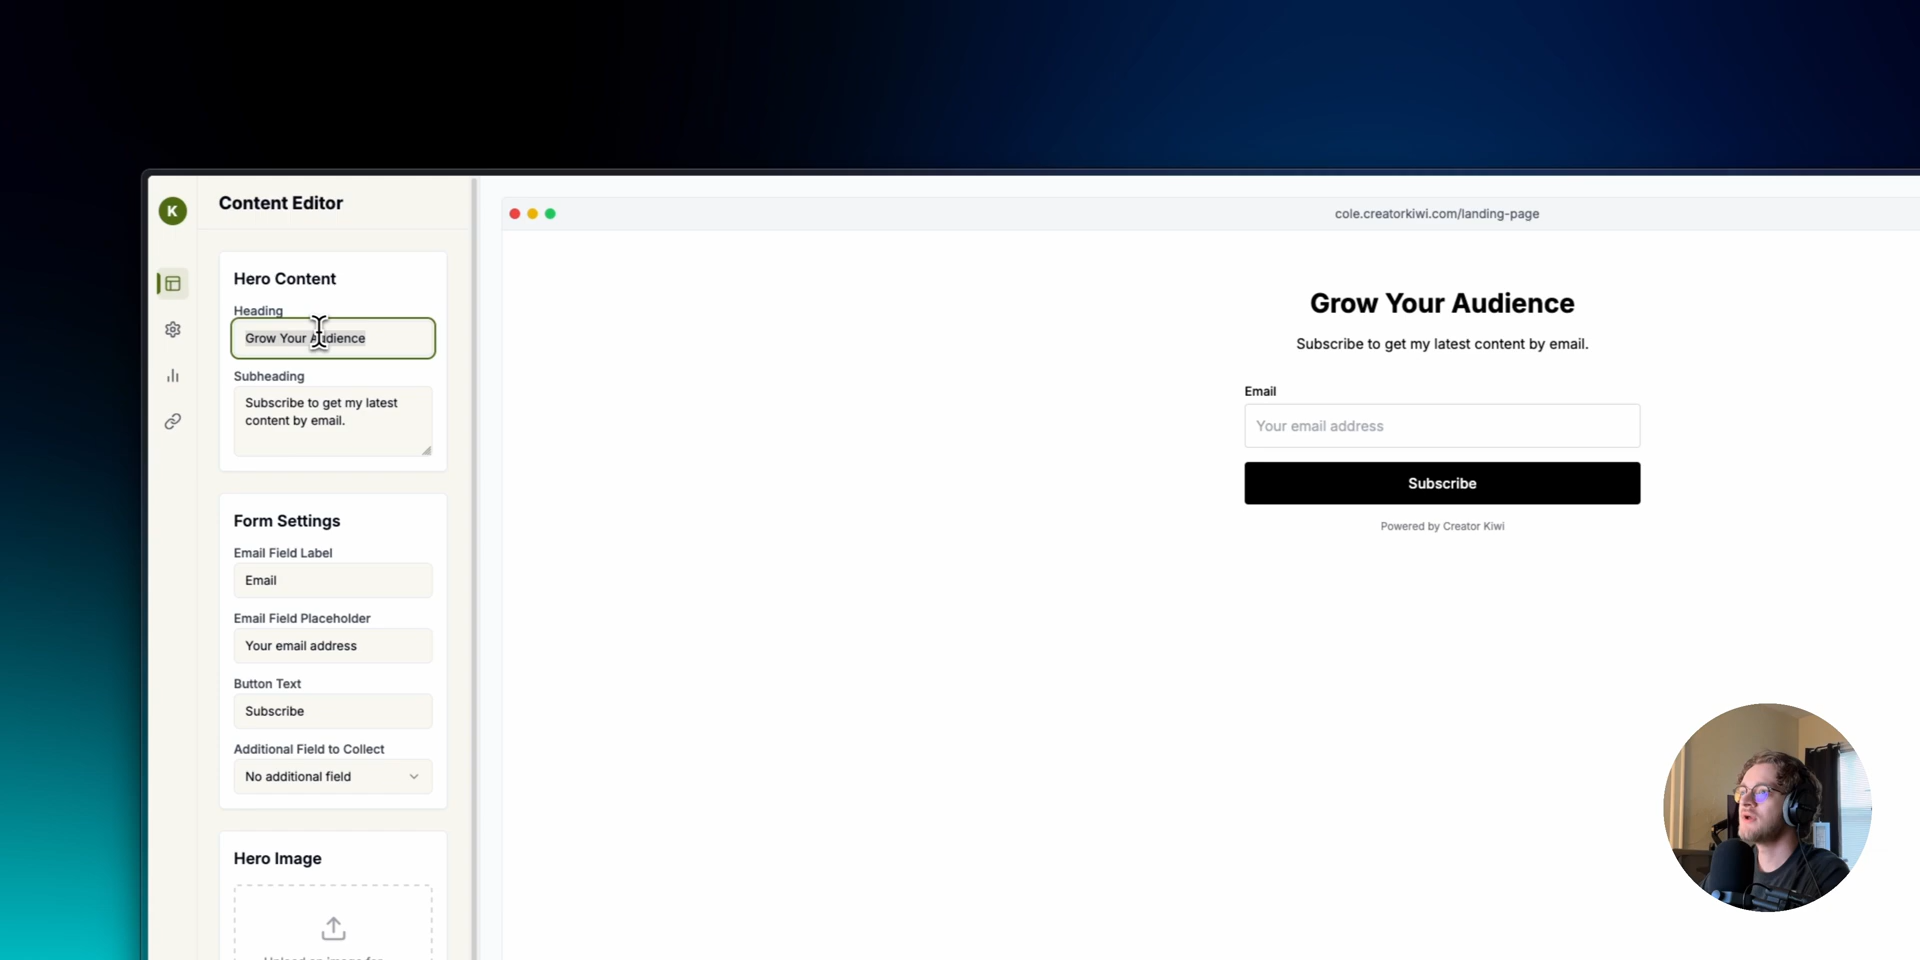 K
Content Editor
Hero Content
Heading
Grow Your Audience
Subheading
Subscribe to get my latest
content by email.
Form Settings
Email Field Label
Email
Email Field Placeholder
Your email address
Button Text
Subscribe
Additional Field to Collect
No additional field
Hero Image
Upload an image for
cole.creatorkiwi.com/landing-page
Grow Your Audience
Subscribe to get my latest content by email.
Email
Your email address
Subscribe
Powered by Creator Kiwi